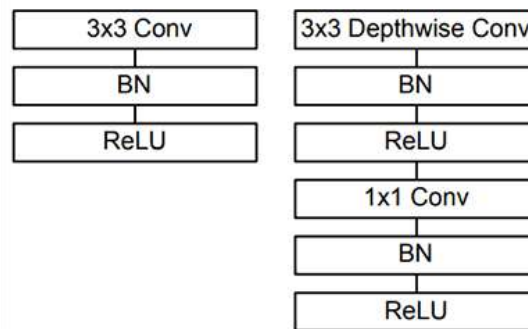 3x3 Conv
BN
ReLU
3x3 Depthwise Conv
BN
ReLU
1x1 Conv
BN
ReLU